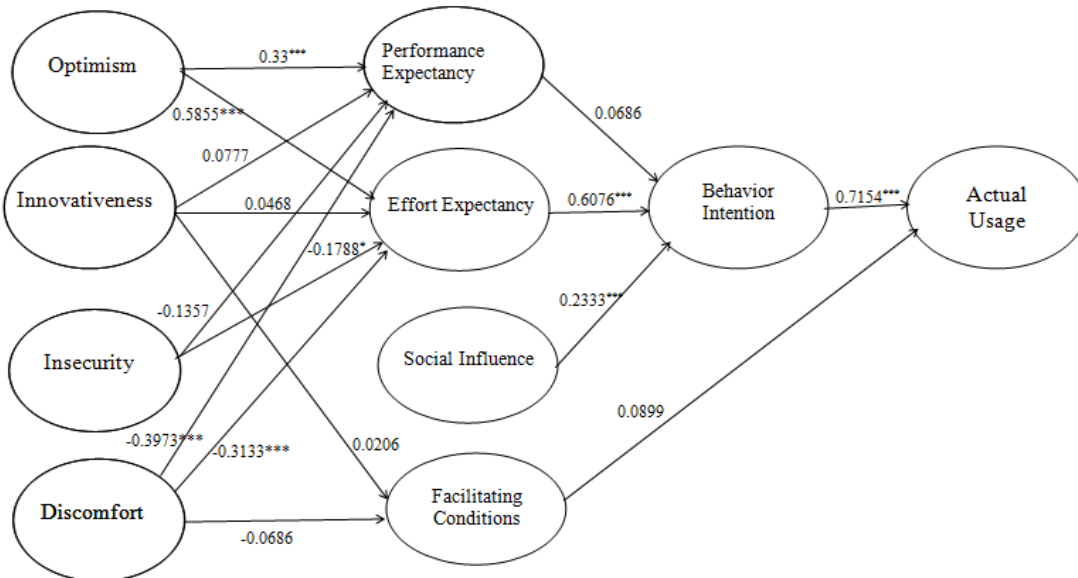 Optimism
0.33***
Performance
Expectancy
0.5855***
0.0777
0.0686
Innovativeness
0.0468
Effort Expectancy
0.6076***
Behavior
Intention
0.7154***
Actual
Usage
-0.1788*
-0.1357
0.2333***
Insecurity
Social Influence
0.0899
-0.3973***
-0.3133***
0.0206
Discomfort
-0.0686
Facilitating
Conditions